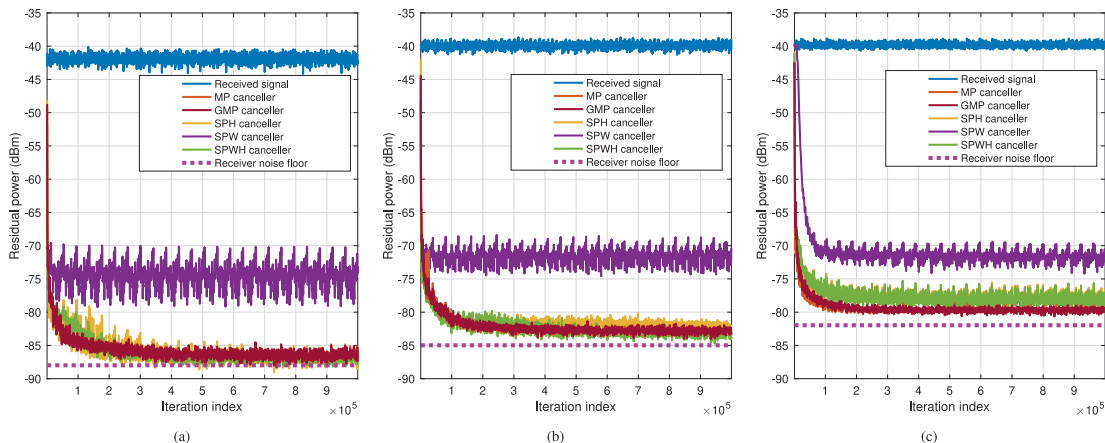 -35
-40
-45
-50
-55
-60
-65
-70
-75
-80
-85
-90
Residual power (dBm)
Received signal
MP canceller
GMP canceller
SPH canceller
SPW canceller
SPWH canceller
Receiver noise floor
1 2 3 4 5 6 7 8 9
Iteration index
×10⁵
(a)
-35
-40
-45
-50
-55
-60
-65
-70
-75
-80
-85
-90
Residual power (dBm)
Received signal
MP canceller
GMP canceller
SPH canceller
SPW canceller
SPWH canceller
Receiver noise floor
1 2 3 4 5 6 7 8 9
Iteration index
×10⁵
(b)
-35
-40
-45
-50
-55
-60
-65
-70
-75
-80
-85
-90
Residual power (dBm)
Received signal
MP canceller
GMP canceller
SPH canceller
SPW canceller
SPWH canceller
Receiver noise floor
1 2 3 4 5 6 7 8 9
Iteration index
×10⁵
(c)